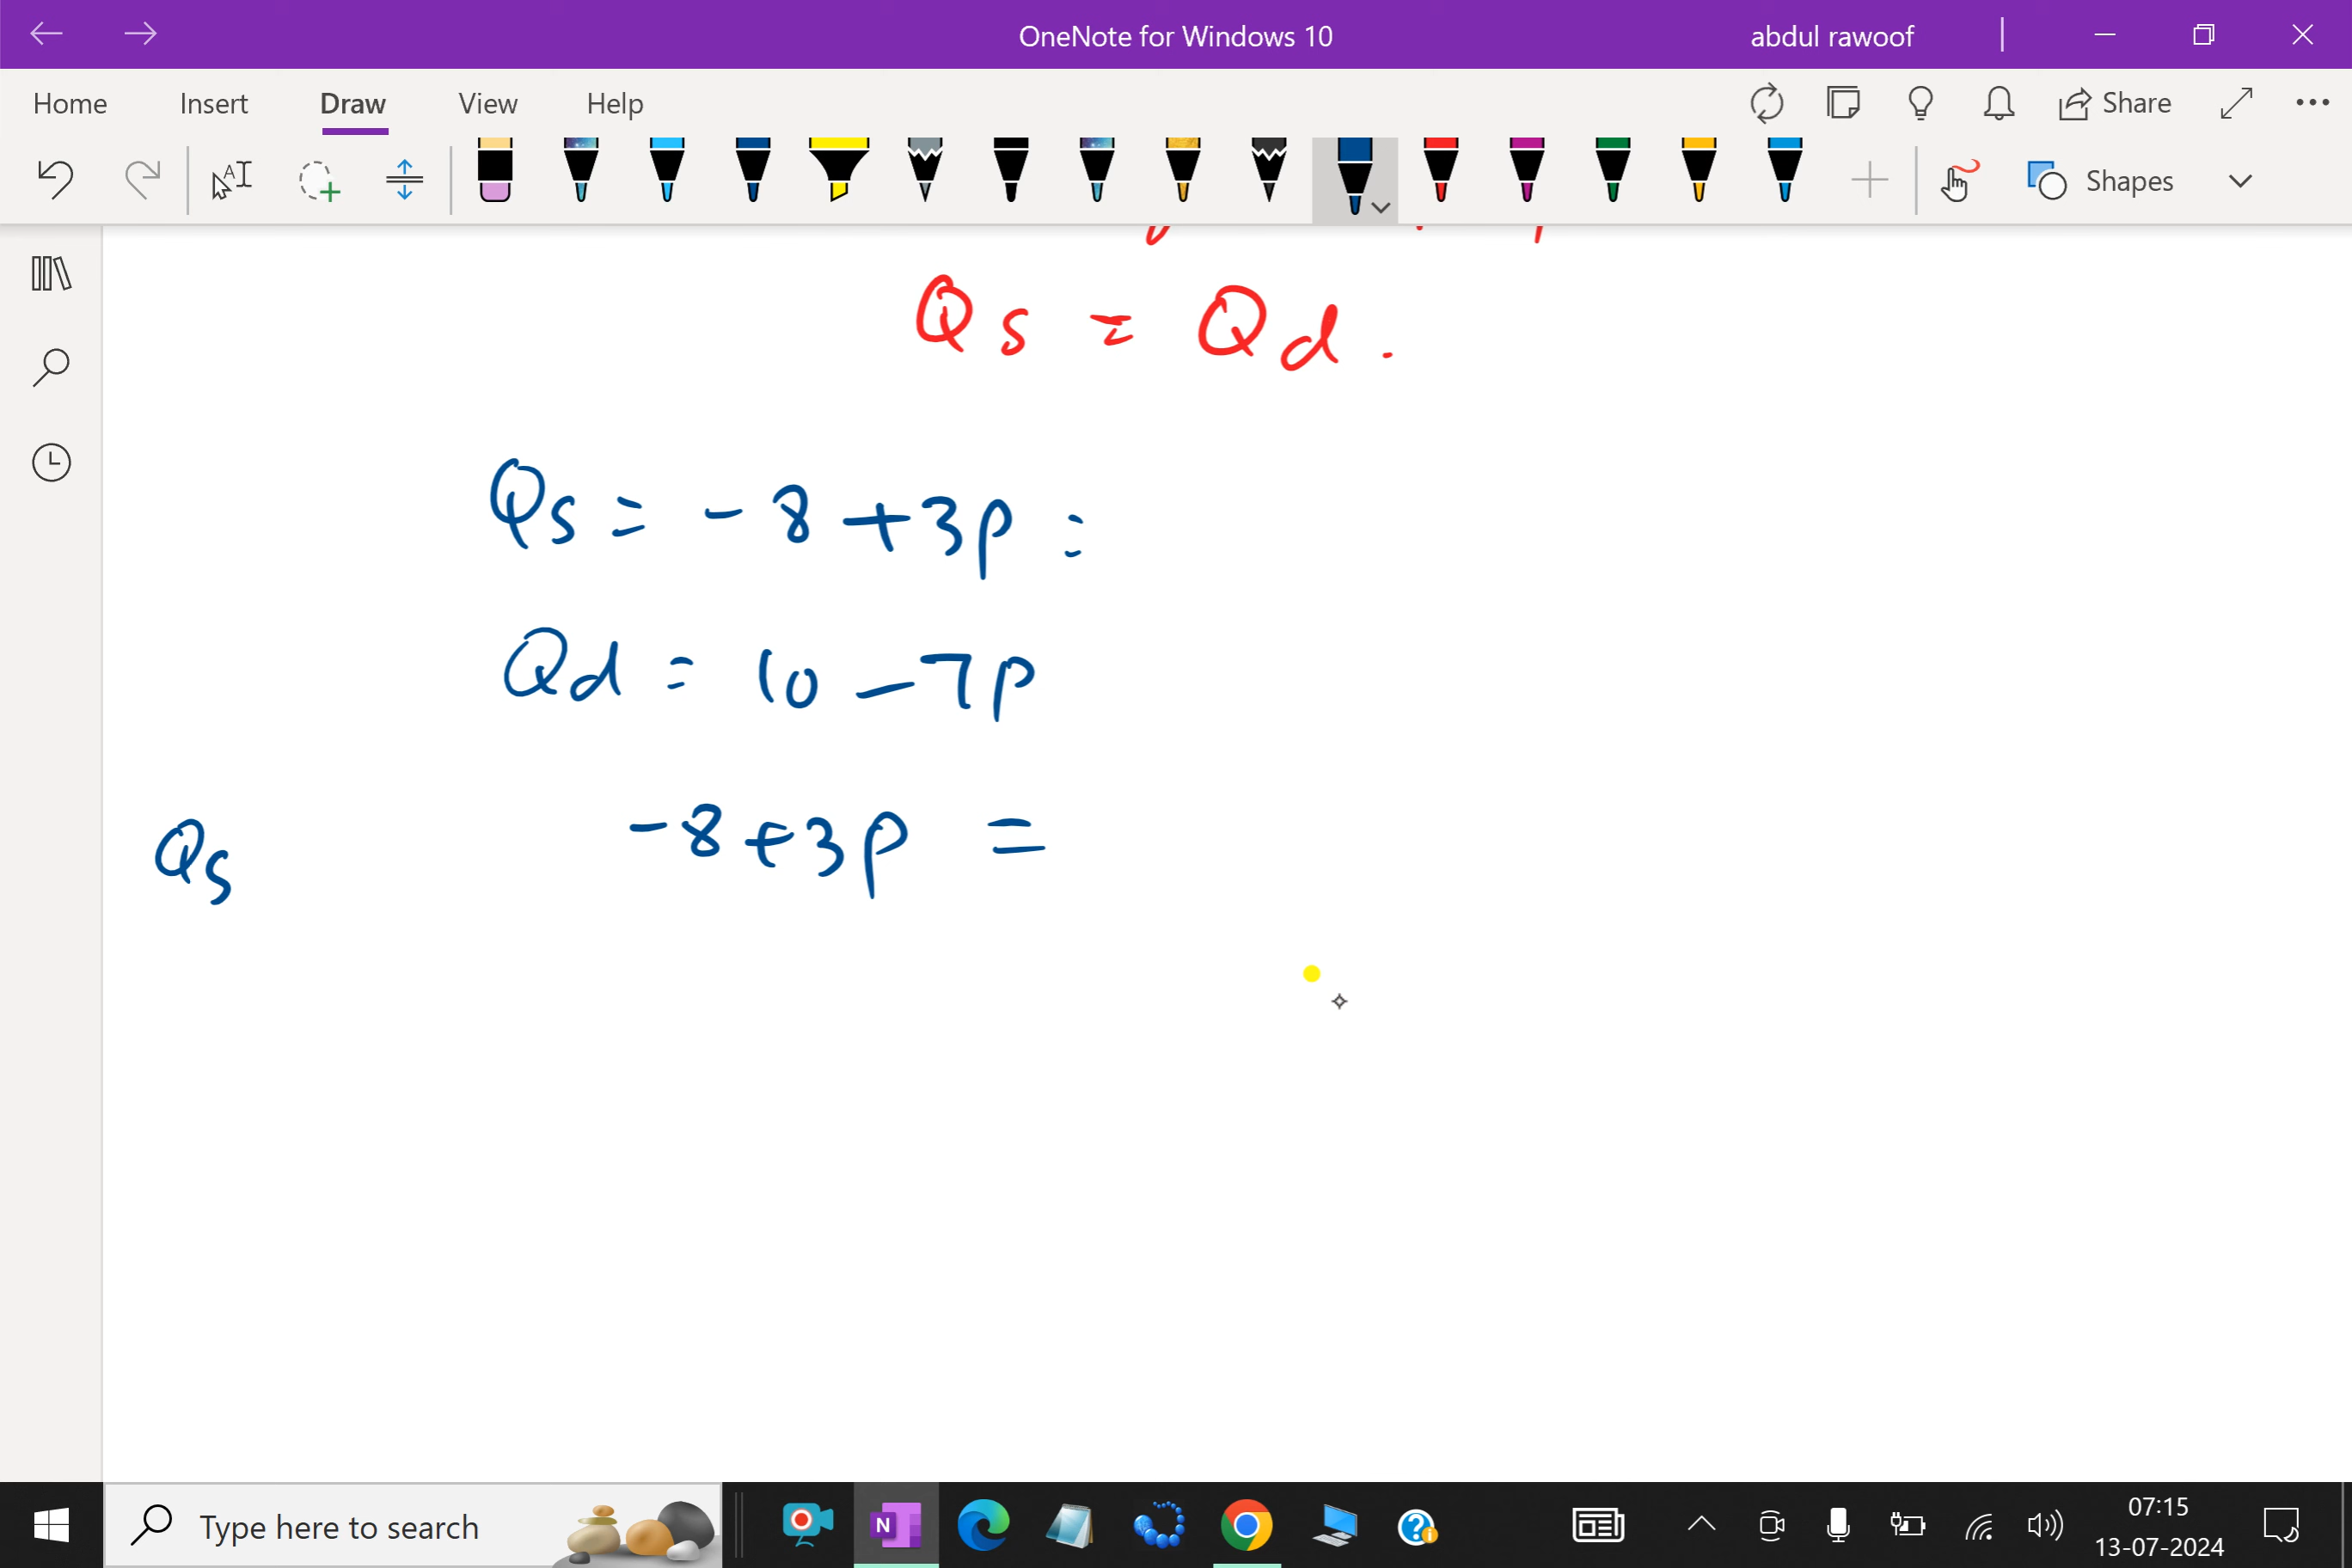 OneNote for Windows 10
abdul rawoof
Home Insert Draw View Help
Share
Shapes
Qs = Qd.
Qs = -8+3p =
Qd = 10 -7p
Qs -8+3p =
Type here to search
07:15
13-07-2024